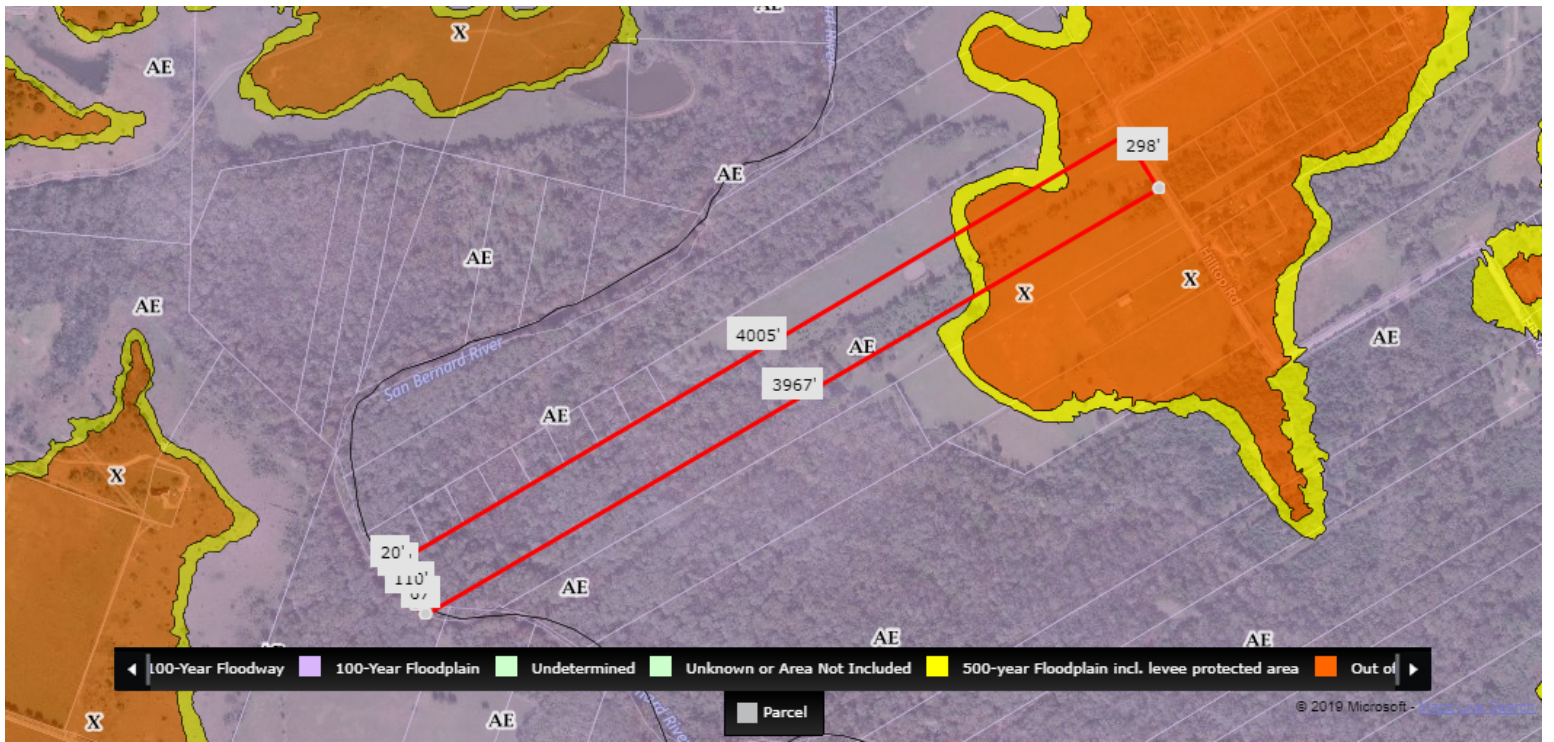 AE
X
AE
298'
AE
AE
X
X
Hilltop Rd
AE
4005'
AE
AE
3967'
San Bernard River
AE
X
20'
110'
AE
AE
AE
100-Year Floodway 100-Year Floodplain Undetermined Unknown or Area Not Included 500-year Floodplain incl. levee protected area Out of
Parcel
© 2019 Microsoft -
X
AE